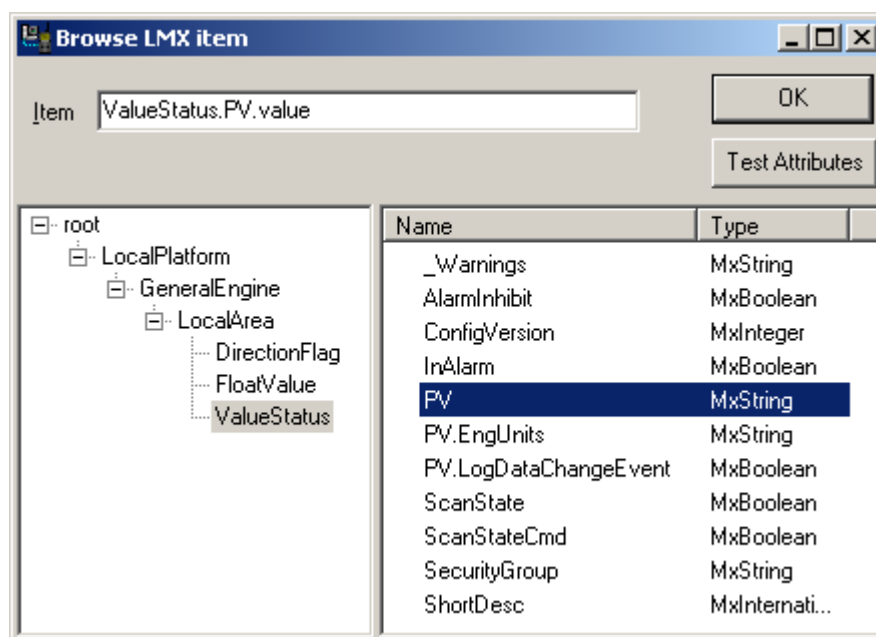 Browse LMX item
Item ValueStatus.PV.value
OK
Test Attributes
root
LocalPlatform
GeneralEngine
LocalArea
DirectionFlag
FloatValue
ValueStatus
Name Type
_Warnings MxString
AlarmInhibit MxBoolean
ConfigVersion MxInteger
InAlarm MxBoolean
PV MxString
PV.EngUnits MxString
PV.LogDataChangeEvent MxBoolean
ScanState MxBoolean
ScanStateCmd MxBoolean
SecurityGroup MxString
ShortDesc MxInternati...